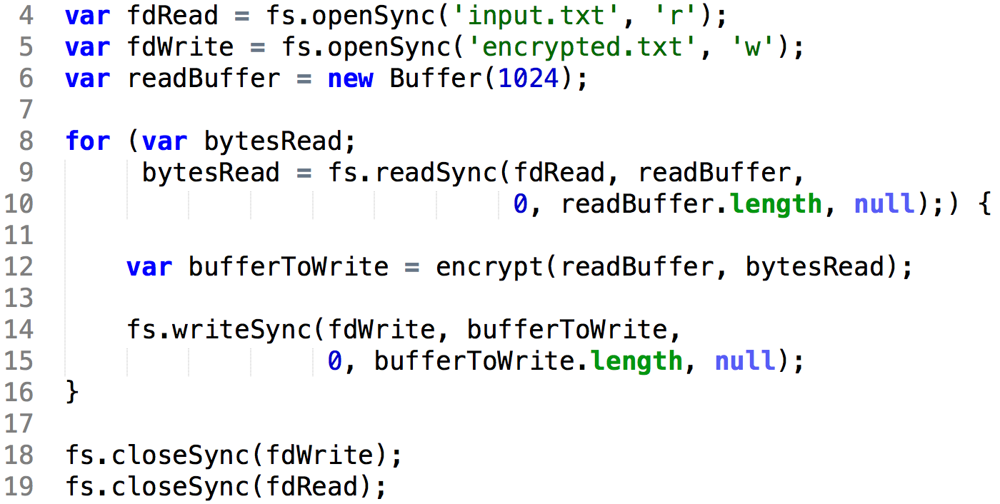 4 var fdRead = fs.openSync('input.txt', 'r');
5 var fdWrite = fs.openSync('encrypted.txt', 'w');
6 var readBuffer = new Buffer(1024);
7
8 for (var bytesRead;
9 bytesRead = fs.readSync(fdRead, readBuffer,
10 0, readBuffer.length, null);) {
11
12 var bufferToWrite = encrypt(readBuffer, bytesRead);
13
14 fs.writeSync(fdWrite, bufferToWrite,
15 0, bufferToWrite.length, null);
16 }
17
18 fs.closeSync(fdWrite);
19 fs.closeSync(fdRead);